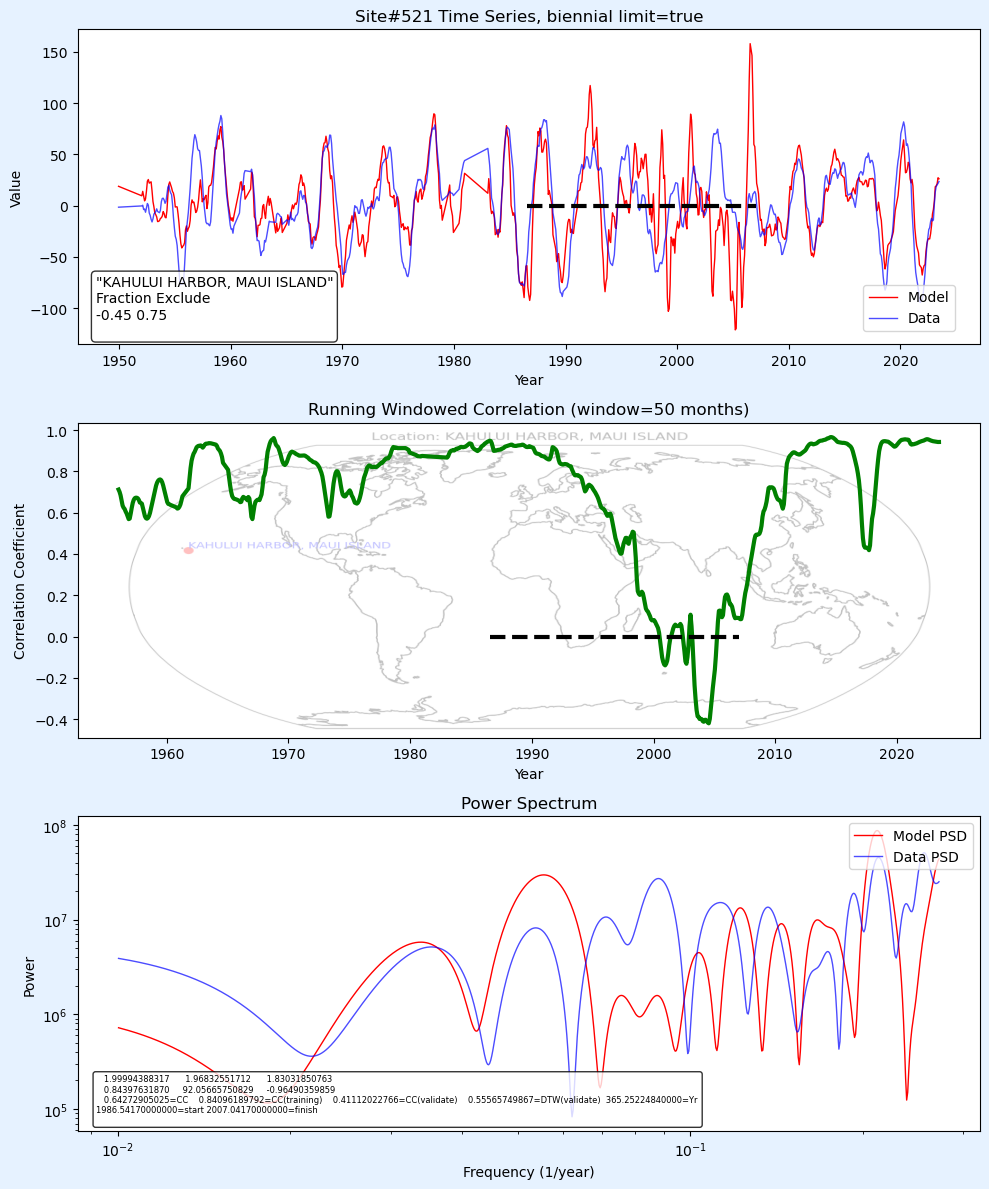 Site#521 Time Series, biennial limit=true
Value
150
100
50
0
−50
−100
"KAHULUI HARBOR, MAUI ISLAND"
Fraction Exclude
-0.45 0.75
Model
Data
1950 1960 1970 1980 1990 2000 2010 2020
Year
Running Windowed Correlation (window=50 months)
Location: KAHULUI HARBOR, MAUI ISLAND
Correlation Coefficient
1.0
0.8
0.6
0.4
0.2
0.0
−0.2
−0.4
KAHULUI HARBOR, MAUI ISLAND
1960 1970 1980 1990 2000 2010 2020
Year
Power Spectrum
Power
10^8
10^7
10^6
10^5
Model PSD
Data PSD
1.99994388317 1.96832551712 1.83031850763
0.84397631870 92.05665750829 -0.96490359859
0.64272905025=CC 0.84096189792=CC(training) 0.41112022766=CC(validate) 0.55565749867=DTW(validate) 365.25224840000=Yr
1986.54170000000=start 2007.04170000000=finish
10^−2 10^−1
Frequency (1/year)